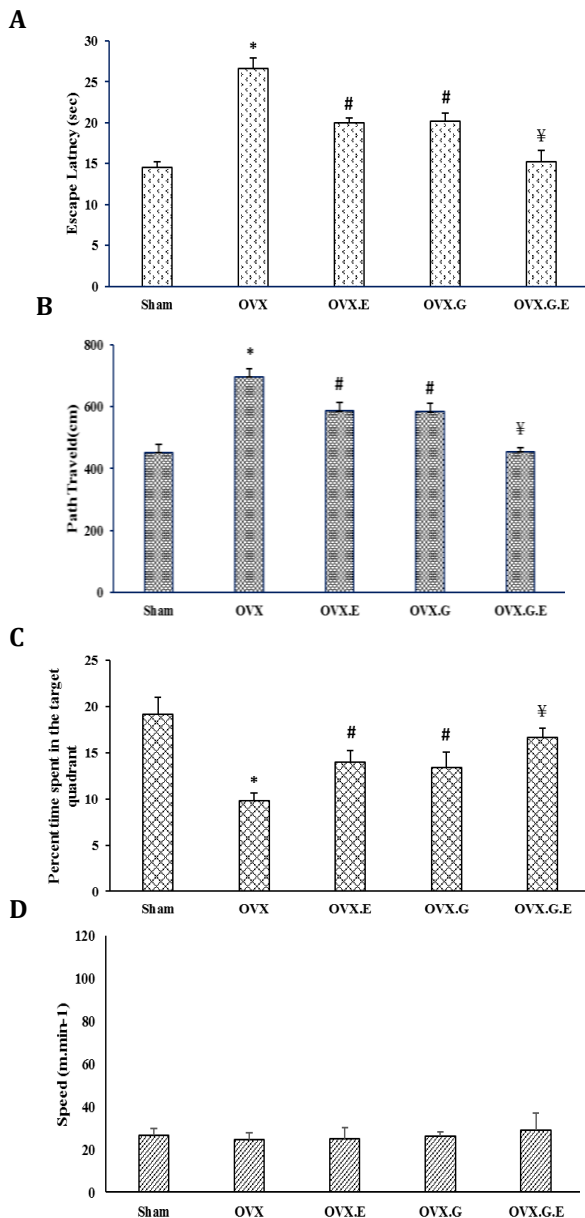 A
Escape Latncy (sec)
30
25
20
15
10
5
0
*
#
#
¥
Sham OVX OVX.E OVX.G OVX.G.E
B
Path Traveld(cm)
800
600
400
200
0
*
#
#
¥
Sham OVX OVX.E OVX.G OVX.G.E
C
Percent time spent in the target
quadrant
25
20
15
10
5
0
*
#
#
¥
Sham OVX OVX.E OVX.G OVX.G.E
D
Speed (m.min-1)
120
100
80
60
40
20
0
Sham OVX OVX.E OVX.G OVX.G.E